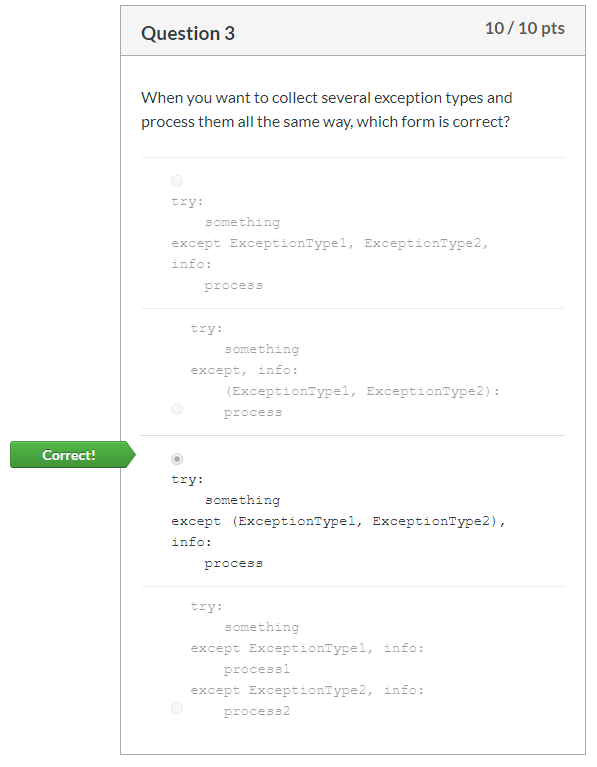 Question 3
10 / 10 pts
When you want to collect several exception types and
process them all the same way, which form is correct?
try:
something
except ExceptionType1, ExceptionType2,
info:
process
try:
something
except, info:
(ExceptionType1, ExceptionType2):
process
Correct!
try:
something
except (ExceptionType1, ExceptionType2),
info:
process
try:
something
except ExceptionType1, info:
process1
except ExceptionType2, info:
process2